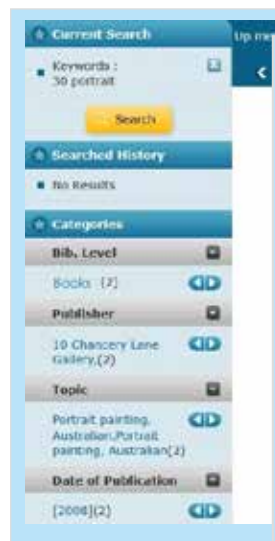 Current Search
Up
Keywords :
30 portrait
Search
Searched History
No Results
Categories
Bib. Level
Books (2)
Publisher
10 Chancery Lane
Gallery,(2)
Topic
Portrait painting,
Australian,Portrait
painting, Australian(2)
Date of Publication
[2008](2)